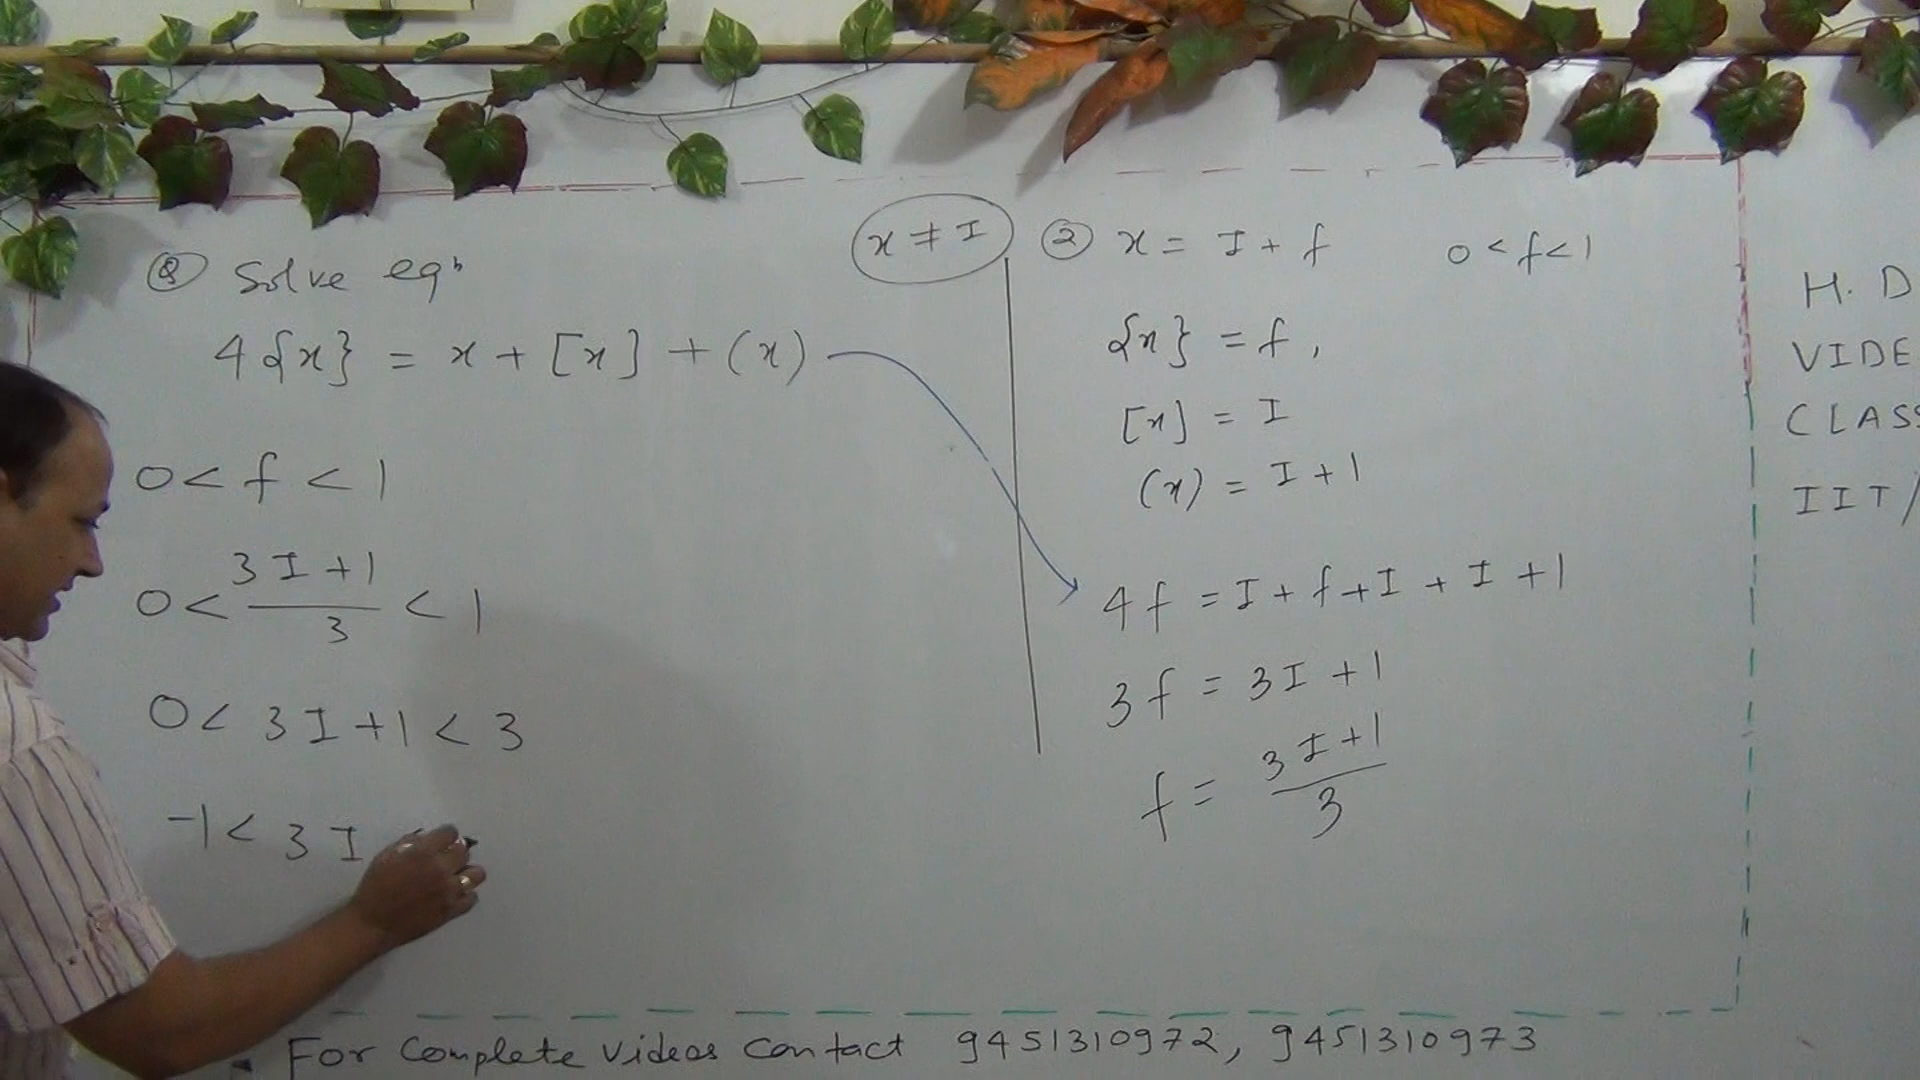 Ⓠ Solve eqⁿ
4{x} = x + [x] + (x)
0 < f < 1
0 < (3I + 1)/3 < 1
0 < 3I + 1 < 3
-1 < 3I <
x ≠ I
② x = I + f 0 < f < 1
{x} = f,
[x] = I
(x) = I + 1
4f = I + f + I + I + 1
3f = 3I + 1
f = (3I + 1)/3
H. D
VIDE
CLASS
IIT/
For Complete Videos Contact 9451310972, 9451310973